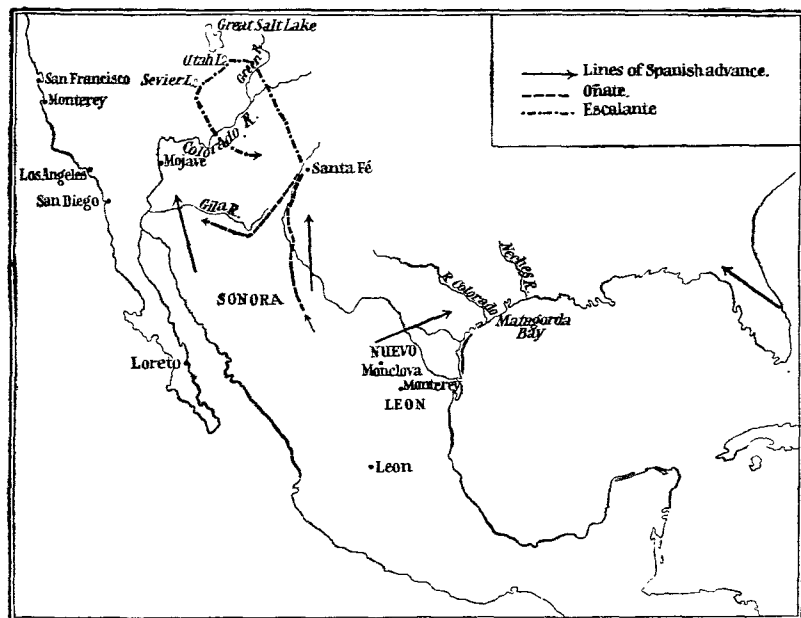 Great Salt Lake
Utah L.
Green R.
Sevier L.
San Francisco
Monterey
Colorado R.
Mojave
Los Angeles
San Diego
Santa Fé
Gila R.
SONORA
Loreto
R. Colorado
Neches R.
Matagorda
Bay
NUEVO
Monclova
Monterey
LEON
Leon
Lines of Spanish advance.
Oñate.
Escalante